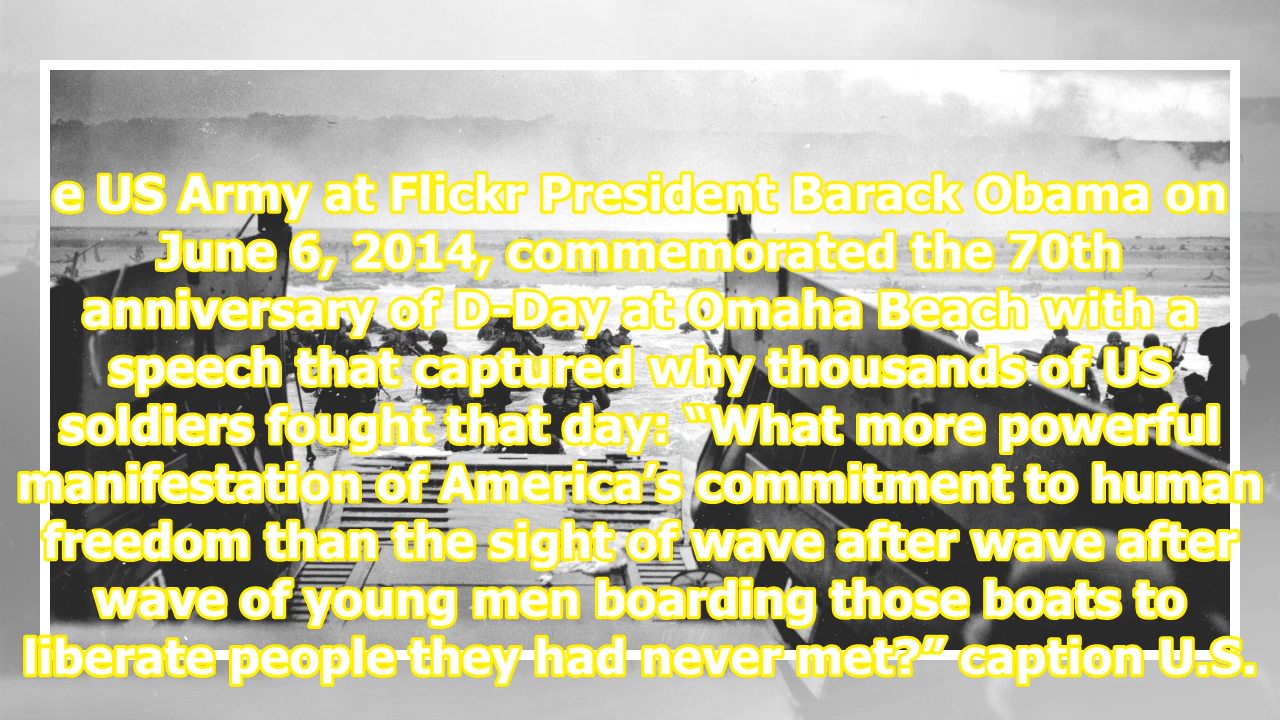 e US Army at Flickr President Barack Obama on
June 6, 2014, commemorated the 70th
anniversary of D-Day at Omaha Beach with a
speech that captured why thousands of US
soldiers fought that day: “What more powerful
manifestation of America’s commitment to human
freedom than the sight of wave after wave after
wave of young men boarding those boats to
liberate people they had never met?” caption U.S.